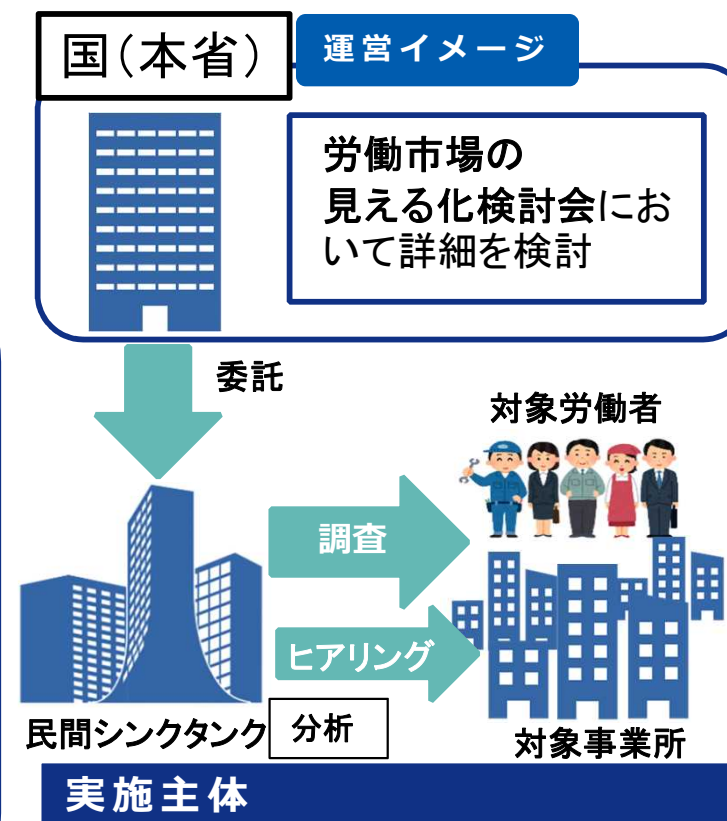 国（本省）
運営イメージ
労働市場の
見える化検討会にお
いて詳細を検討
委託
対象労働者
調査
ヒアリング
民間シンクタンク
分析
対象事業所
実施主体